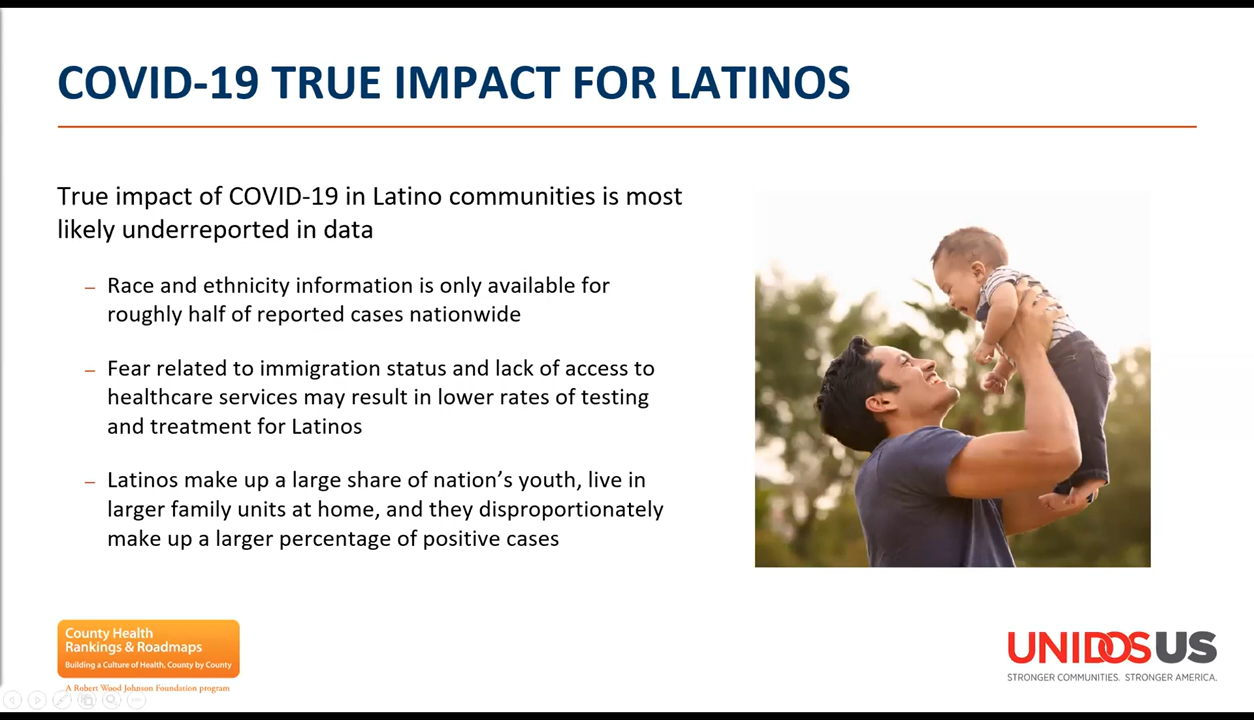 COVID-19 TRUE IMPACT FOR LATINOS
True impact of COVID-19 in Latino communities is most
likely underreported in data
– Race and ethnicity information is only available for
roughly half of reported cases nationwide
– Fear related to immigration status and lack of access to
healthcare services may result in lower rates of testing
and treatment for Latinos
– Latinos make up a large share of nation’s youth, live in
larger family units at home, and they disproportionately
make up a larger percentage of positive cases
County Health
Rankings & Roadmaps
Building a Culture of Health, County by County
A Robert Wood Johnson Foundation program
UNIDOSUS
STRONGER COMMUNITIES. STRONGER AMERICA.